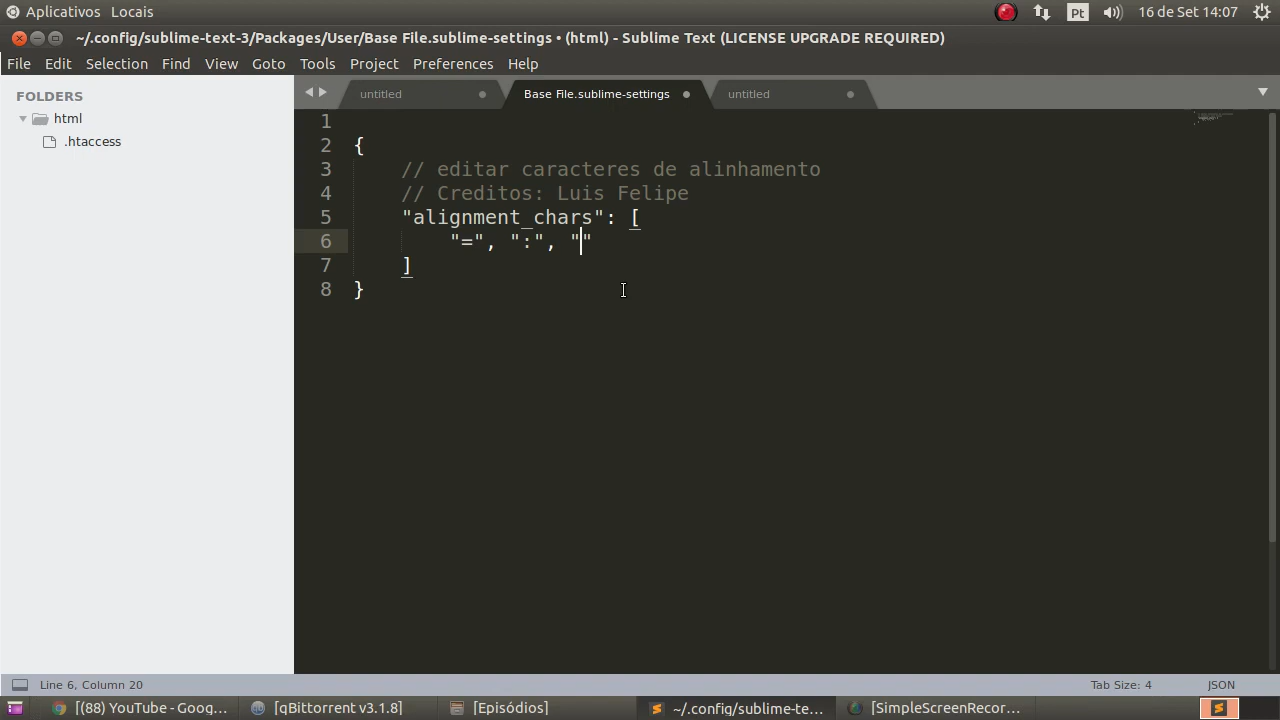 Aplicativos Locais Pt 16 de Set 14:07
~/.config/sublime-text-3/Packages/User/Base File.sublime-settings • (html) - Sublime Text (LICENSE UPGRADE REQUIRED)
File Edit Selection Find View Goto Tools Project Preferences Help
FOLDERS
html
.htaccess
untitled Base File.sublime-settings untitled
1
2 {
3 // editar caracteres de alinhamento
4 // Creditos: Luis Felipe
5 "alignment_chars": [
6 "=", ":", ""
7 ]
8 }
Line 6, Column 20 Tab Size: 4 JSON
[(88) YouTube - Goog... [qBittorrent v3.1.8] [Episódios] ~/.config/sublime-te... [SimpleScreenRecor...